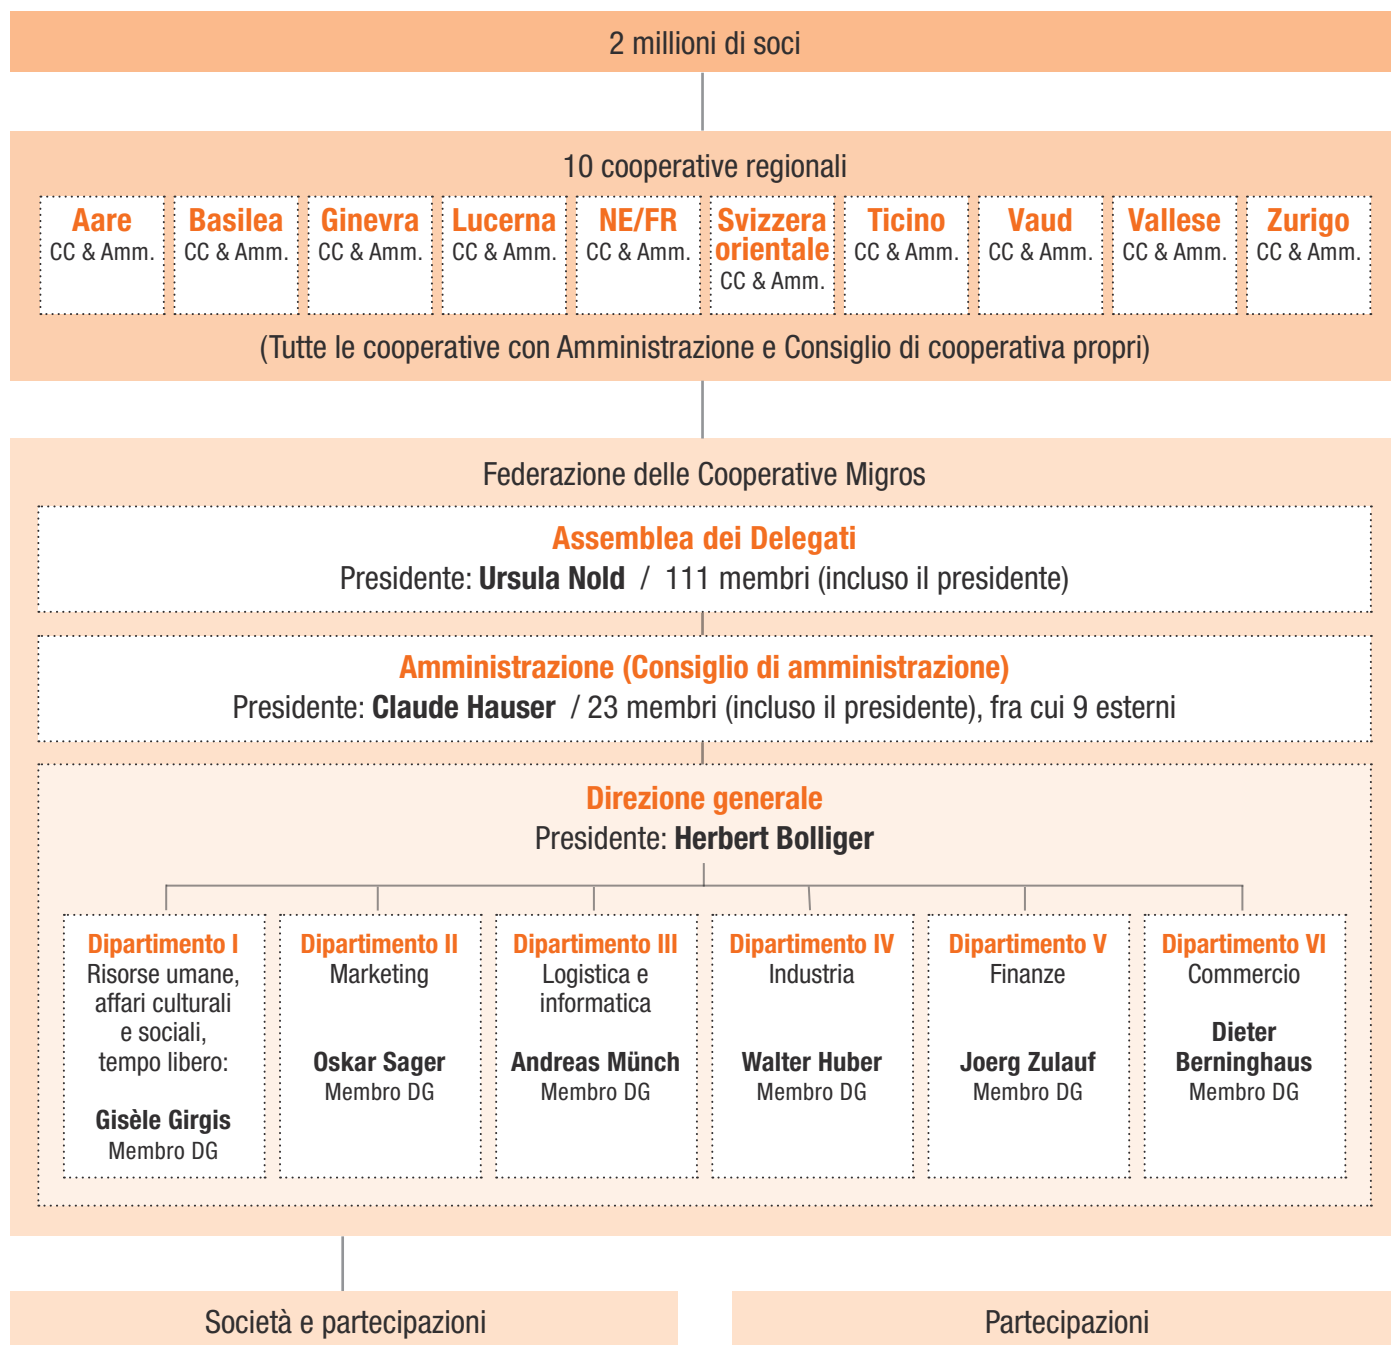 2 millioni di soci
10 cooperative regionali
Aare
CC & Amm.
Basilea
CC & Amm.
Ginevra
CC & Amm.
Lucerna
CC & Amm.
NE/FR
CC & Amm.
Svizzera
orientale
CC & Amm.
Ticino
CC & Amm.
Vaud
CC & Amm.
Vallese
CC & Amm.
Zurigo
CC & Amm.
(Tutte le cooperative con Amministrazione e Consiglio di cooperativa propri)
Federazione delle Cooperative Migros
Assemblea dei Delegati
Presidente: Ursula Nold / 111 membri (incluso il presidente)
Amministrazione (Consiglio di amministrazione)
Presidente: Claude Hauser / 23 membri (incluso il presidente), fra cui 9 esterni
Direzione generale
Presidente: Herbert Bolliger
Dipartimento I
Risorse umane,
affari culturali
e sociali,
tempo libero:
Gisèle Girgis
Membro DG
Dipartimento II
Marketing
Oskar Sager
Membro DG
Dipartimento III
Logistica e
informatica
Andreas Münch
Membro DG
Dipartimento IV
Industria
Walter Huber
Membro DG
Dipartimento V
Finanze
Joerg Zulauf
Membro DG
Dipartimento VI
Commercio
Dieter
Berninghaus
Membro DG
Società e partecipazioni
Partecipazioni